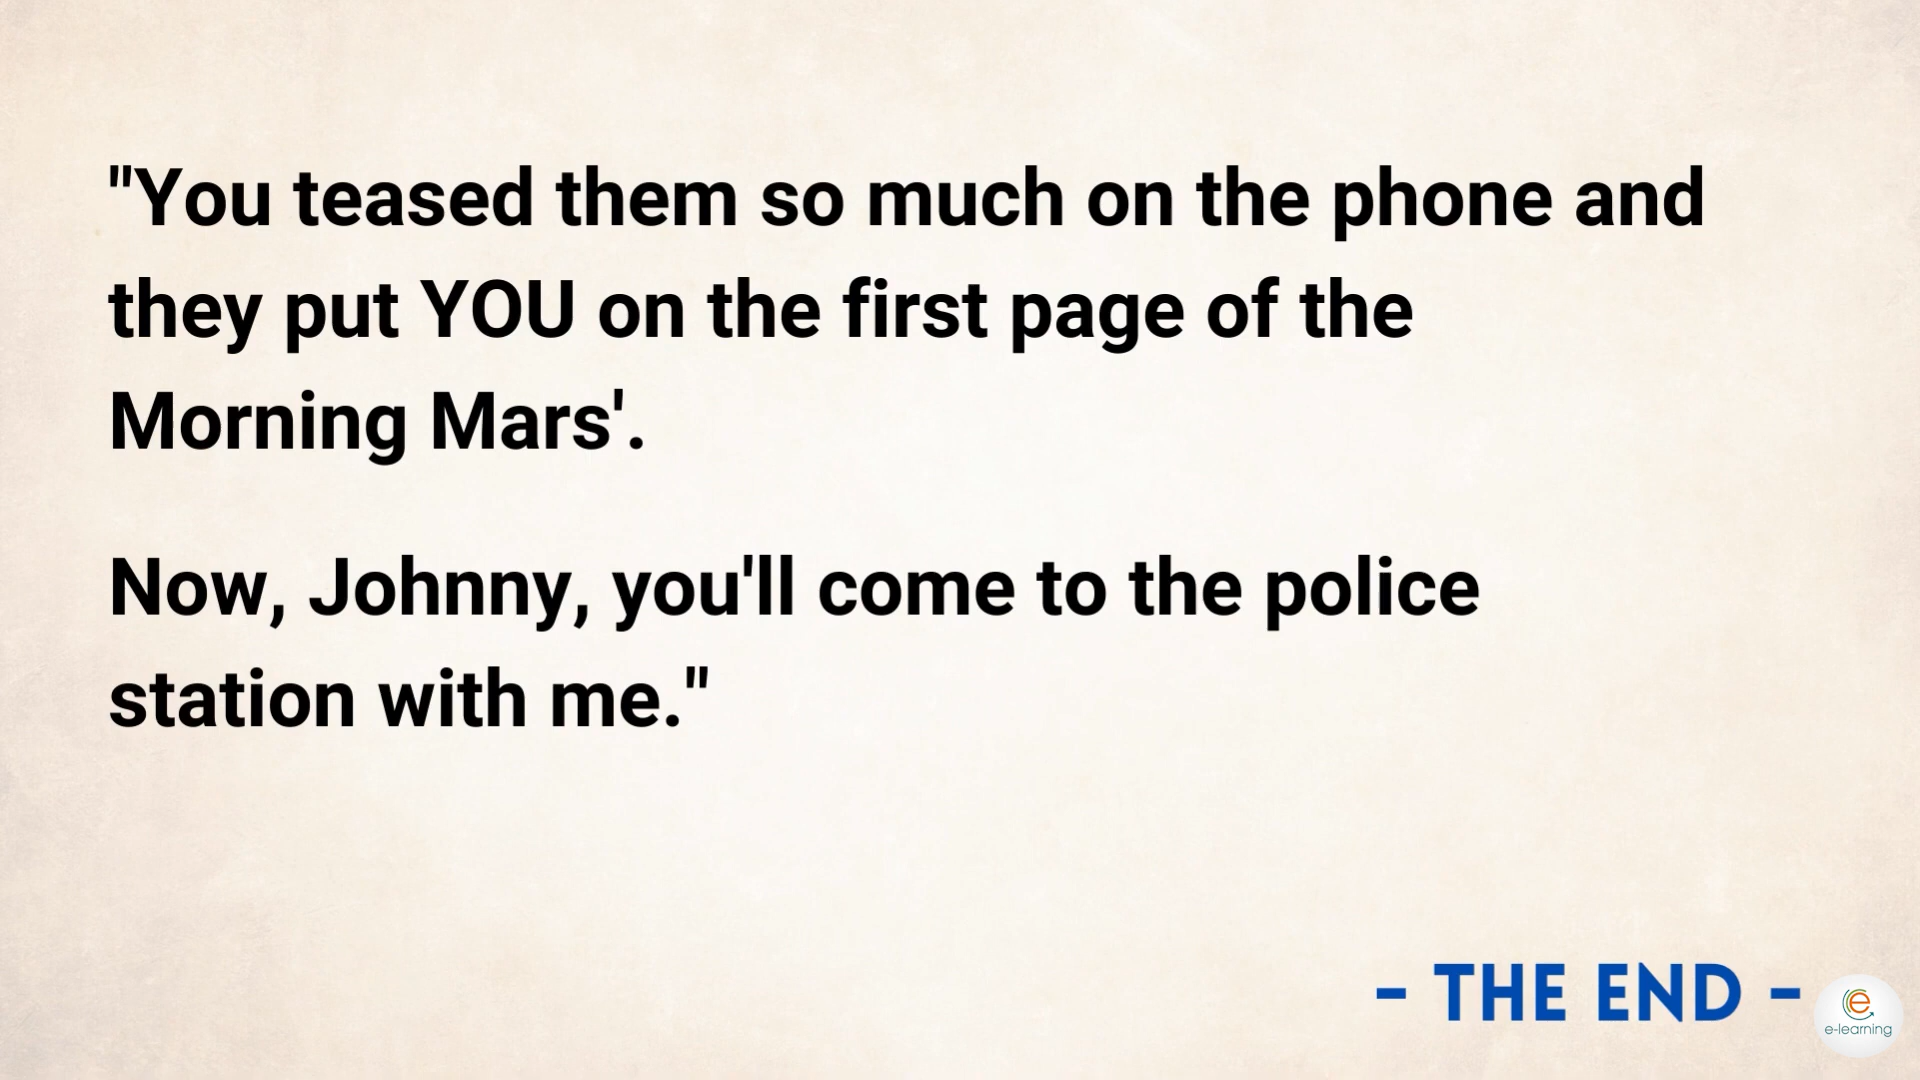 "You teased them so much on the phone and
they put YOU on the first page of the
Morning Mars'.
Now, Johnny, you'll come to the police
station with me."
- THE END -
e
e-learning